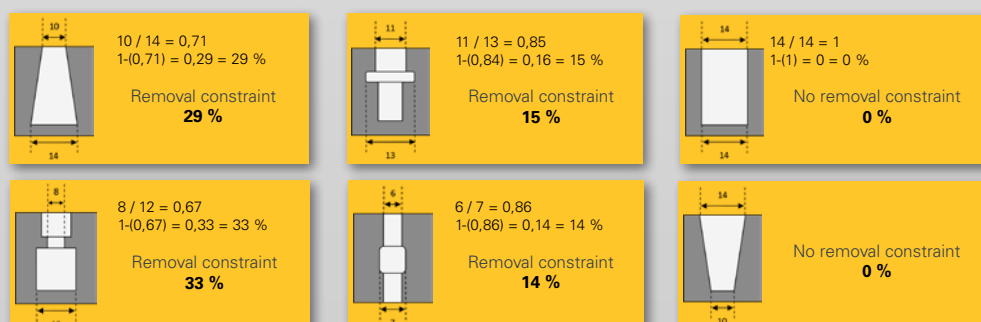 10
10 / 14 = 0,71
1-(0,71) = 0,29 = 29 %
Removal constraint
29 %
14
11
11 / 13 = 0,85
1-(0,84) = 0,16 = 15 %
Removal constraint
15 %
13
14
14 / 14 = 1
1-(1) = 0 = 0 %
No removal constraint
0 %
14
8
8 / 12 = 0,67
1-(0,67) = 0,33 = 33 %
Removal constraint
33 %
6
6 / 7 = 0,86
1-(0,86) = 0,14 = 14 %
Removal constraint
14 %
14
No removal constraint
0 %
10